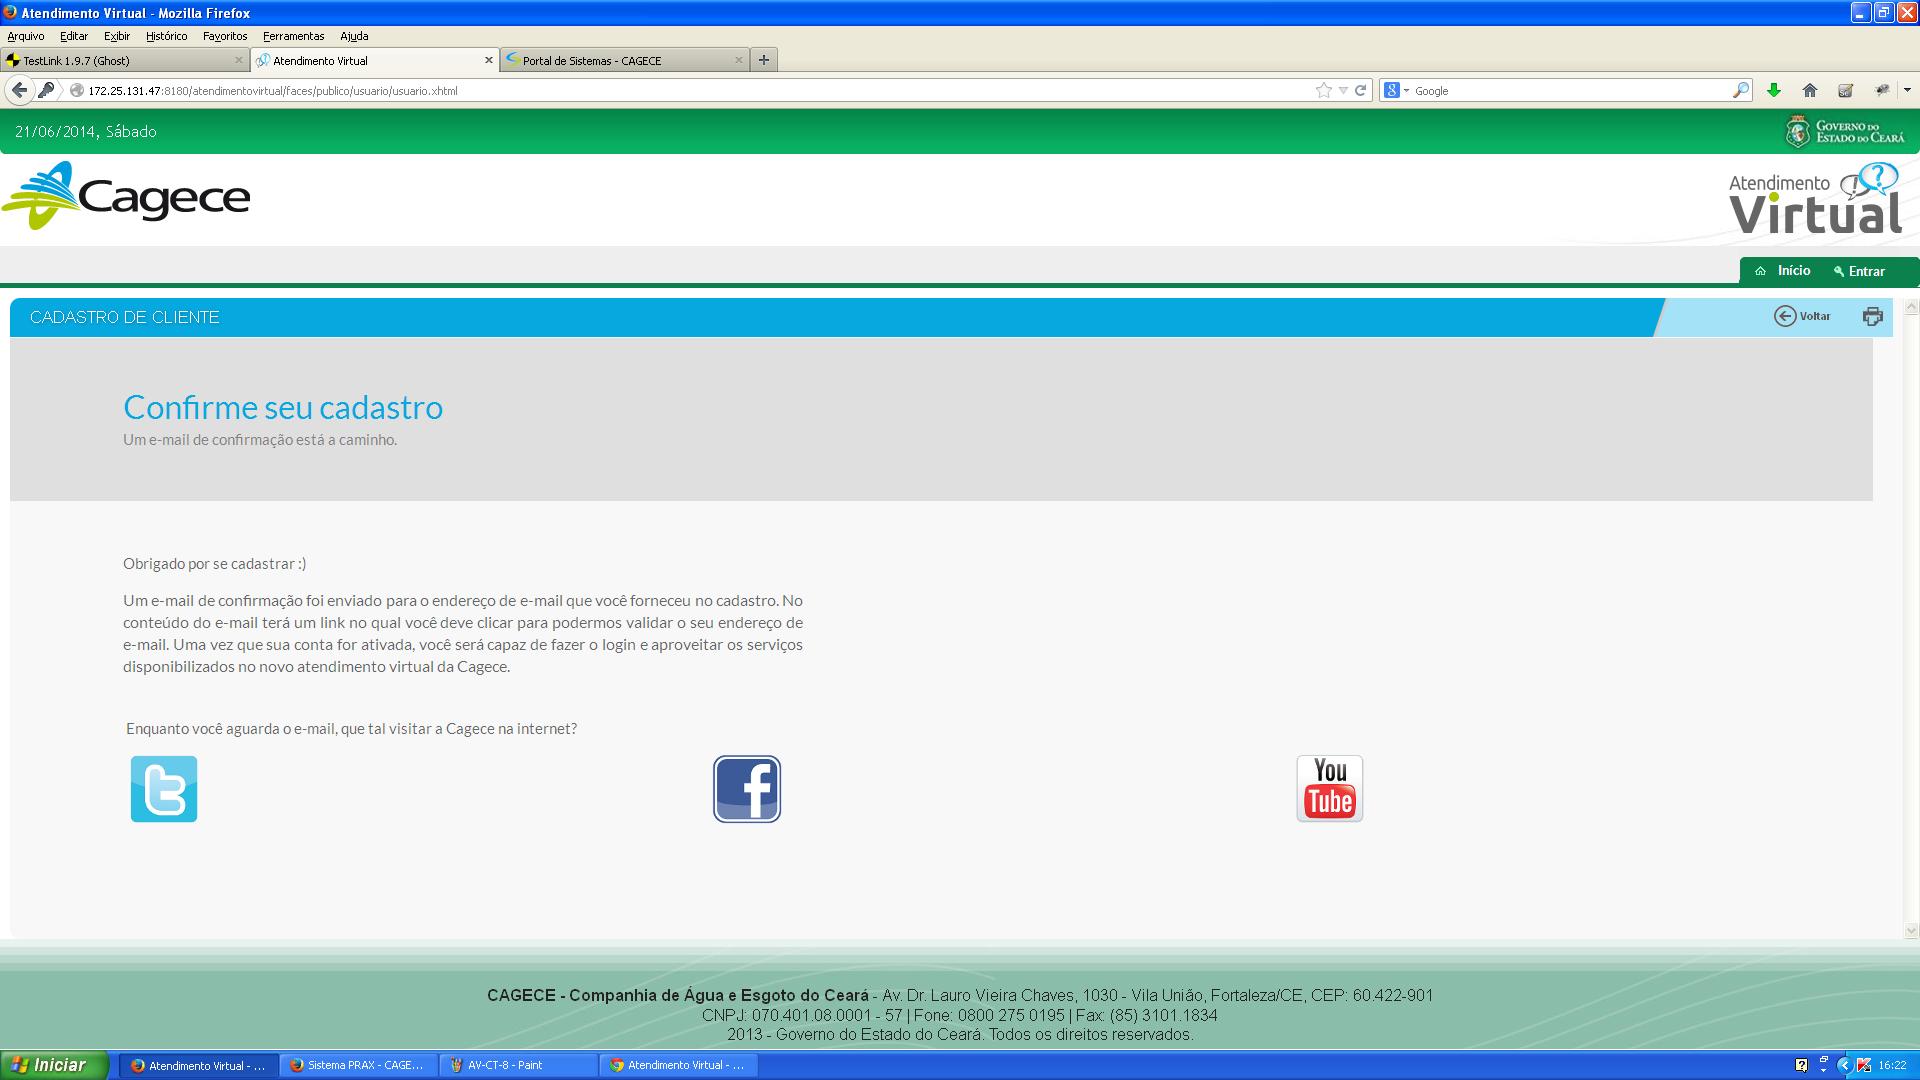 Atendimento Virtual - Mozilla Firefox
Arquivo Editar Exibir Histórico Favoritos Ferramentas Ajuda
TestLink 1.9.7 (Ghost)
Atendimento Virtual
Portal de Sistemas - CAGECE
172.25.131.47:8180/atendimentovirtual/faces/publico/usuario/usuario.xhtml
Google
21/06/2014, Sábado
GOVERNO DO
ESTADO DO CEARÁ
Cagece
Atendimento
Virtual
Início
Entrar
CADASTRO DE CLIENTE
Voltar
Confirme seu cadastro
Um e-mail de confirmação está a caminho.
Obrigado por se cadastrar :)
Um e-mail de confirmação foi enviado para o endereço de e-mail que você forneceu no cadastro. No
conteúdo do e-mail terá um link no qual você deve clicar para podermos validar o seu endereço de
e-mail. Uma vez que sua conta for ativada, você será capaz de fazer o login e aproveitar os serviços
disponibilizados no novo atendimento virtual da Cagece.
Enquanto você aguarda o e-mail, que tal visitar a Cagece na internet?
You
Tube
CAGECE - Companhia de Água e Esgoto do Ceará - Av. Dr. Lauro Vieira Chaves, 1030 - Vila União, Fortaleza/CE, CEP: 60.422-901
CNPJ: 070.401.08.0001 - 57 | Fone: 0800 275 0195 | Fax: (85) 3101.1834
2013 - Governo do Estado do Ceará. Todos os direitos reservados.
Iniciar
Atendimento Virtual - ...
Sistema PRAX - CAGE...
AV-CT-8 - Paint
Atendimento Virtual - ...
16:22